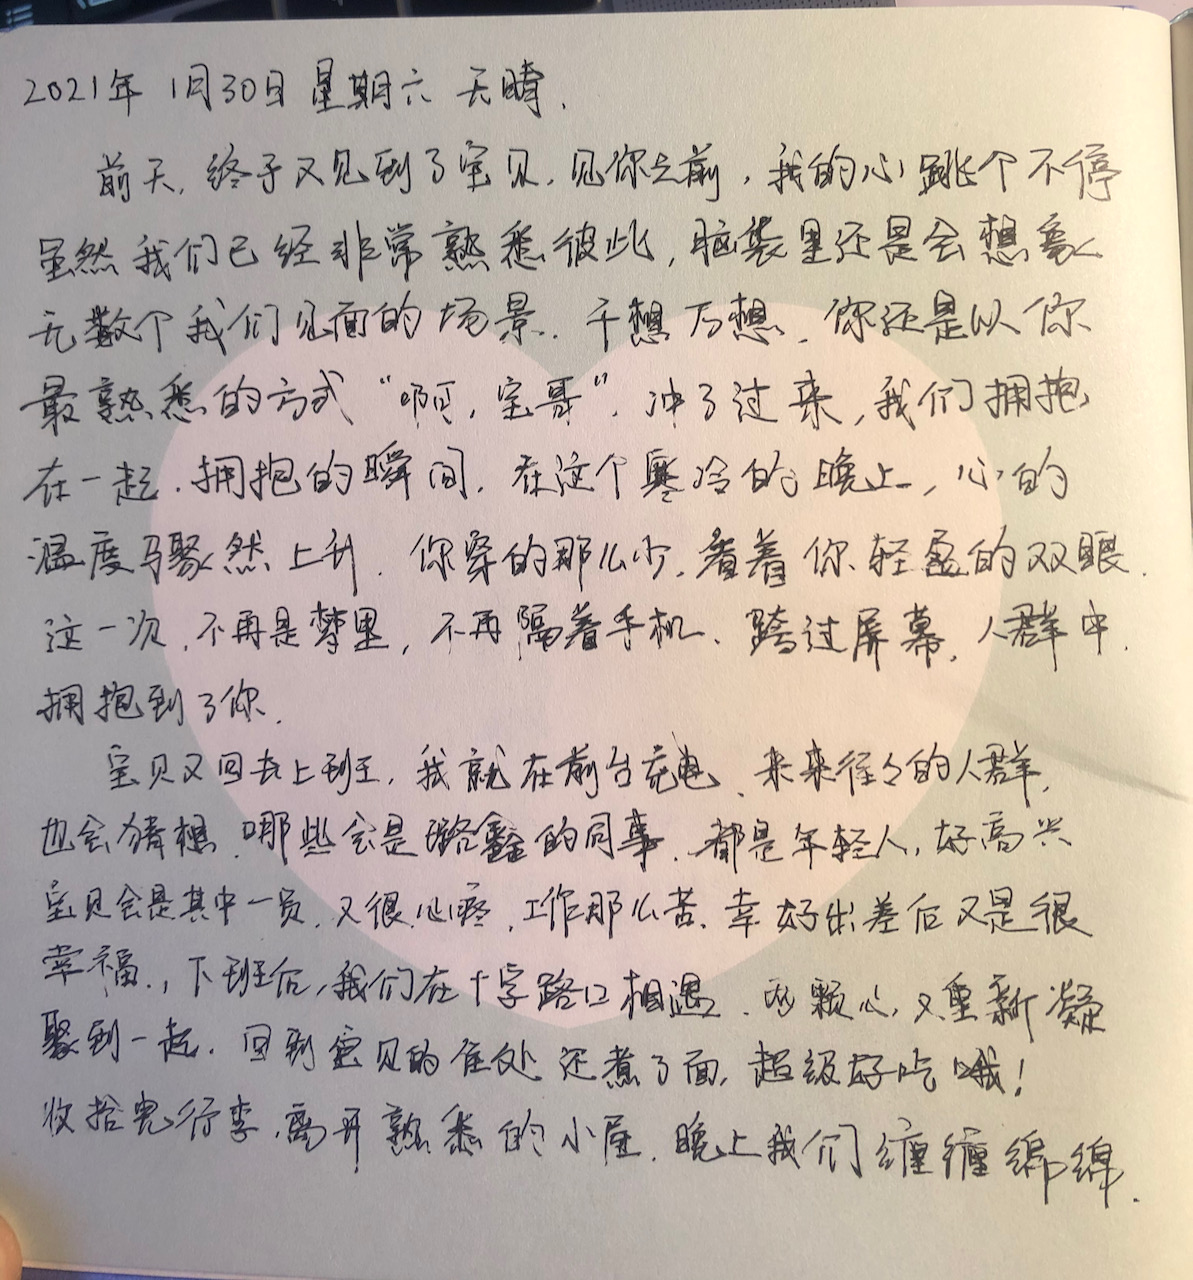 2021年 1月30日 星期六 天晴.
前天, 终于又见到了宝贝. 见你之前, 我的心跳个不停
虽然我们已经非常熟悉彼此, 脑袋里还是会想象
无数个我们见面的场景. 千想万想. 你还是以你
最熟悉的方式“啊, 宝哥”. 冲了过来, 我们拥抱
在一起. 拥抱的瞬间, 在这个寒冷的晚上, 心的
温度骤然上升. 你穿的那么少, 看着你轻盈的双眼.
这一次, 不再是梦里, 不再隔着手机. 跨过屏幕, 人群中.
拥抱到了你.
宝贝又回去上班, 我就在前台充电. 来来往々的人群,
也会猜想. 哪些会是璐鑫的同事. 都是年轻人, 好高兴
宝贝会是其中一员. 又很心疼, 工作那么苦. 幸好出差后又是很
幸福., 下班后, 我们在十字路口相遇. 两颗心, 又重新凝
聚到一起. 回到宝贝的住处还煮了面, 超级好吃哦!
收拾完行李, 离开熟悉的小屋. 晚上我们缠缠绵绵.